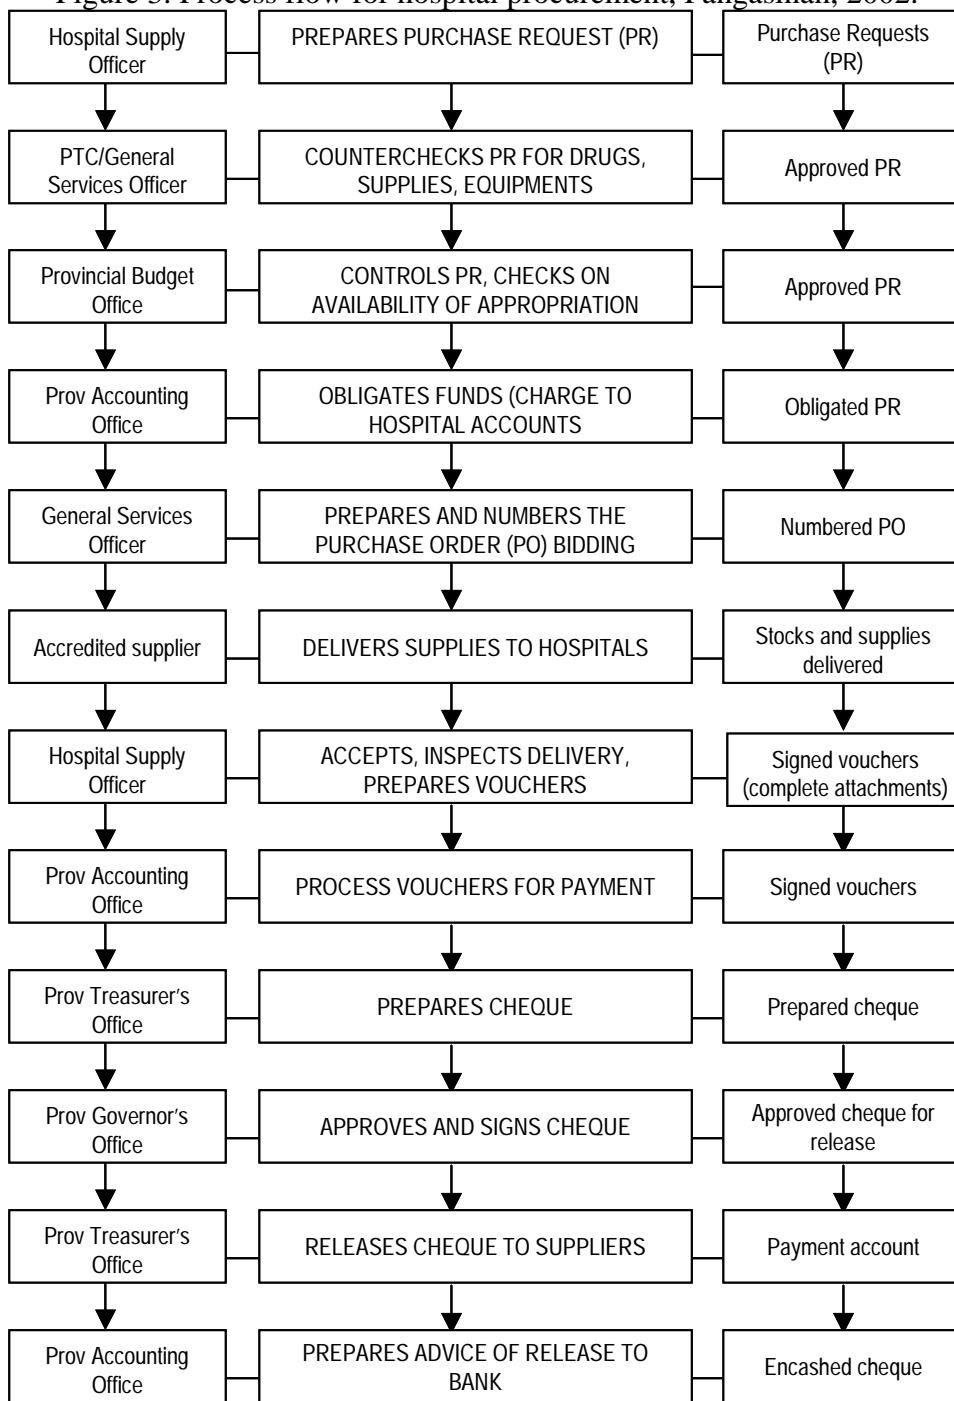 Figure 3. Process flow for hospital procurement, Pangasinan, 2002.
Hospital Supply
Officer
PREPARES PURCHASE REQUEST (PR)
Purchase Requests
(PR)
PTC/General
Services Officer
COUNTERCHECKS PR FOR DRUGS,
SUPPLIES, EQUIPMENTS
Approved PR
Provincial Budget
Office
CONTROLS PR, CHECKS ON
AVAILABILITY OF APPROPRIATION
Approved PR
Prov Accounting
Office
OBLIGATES FUNDS (CHARGE TO
HOSPITAL ACCOUNTS
Obligated PR
General Services
Officer
PREPARES AND NUMBERS THE
PURCHASE ORDER (PO) BIDDING
Numbered PO
Accredited supplier
DELIVERS SUPPLIES TO HOSPITALS
Stocks and supplies
delivered
Hospital Supply
Officer
ACCEPTS, INSPECTS DELIVERY,
PREPARES VOUCHERS
Signed vouchers
(complete attachments)
Prov Accounting
Office
PROCESS VOUCHERS FOR PAYMENT
Signed vouchers
Prov Treasurer's
Office
PREPARES CHEQUE
Prepared cheque
Prov Governor's
Office
APPROVES AND SIGNS CHEQUE
Approved cheque for
release
Prov Treasurer's
Office
RELEASES CHEQUE TO SUPPLIERS
Payment account
Prov Accounting
Office
PREPARES ADVICE OF RELEASE TO
BANK
Encashed cheque